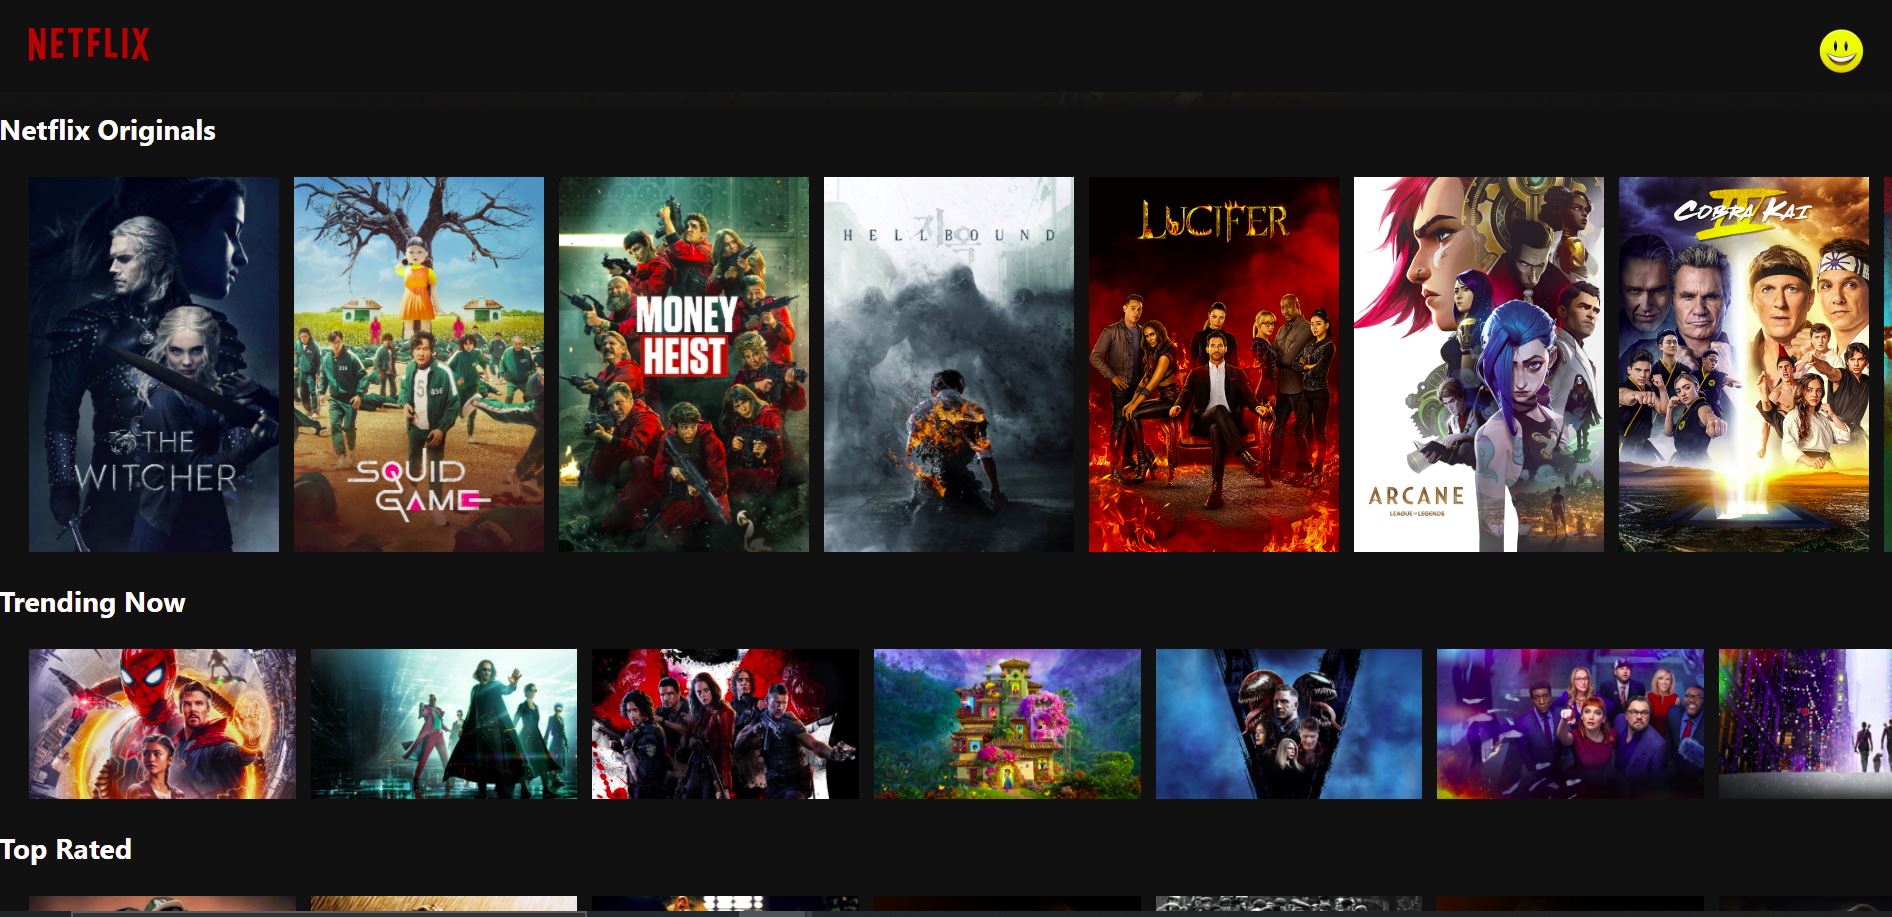 NETFLIX
Netflix Originals
THE
WITCHER
SQUID
GAME
MONEY
HEIST
HELLBOUND
LUCIFER
ARCANE
LEAGUE OF LEGENDS
COBRA KAI
Trending Now
Top Rated